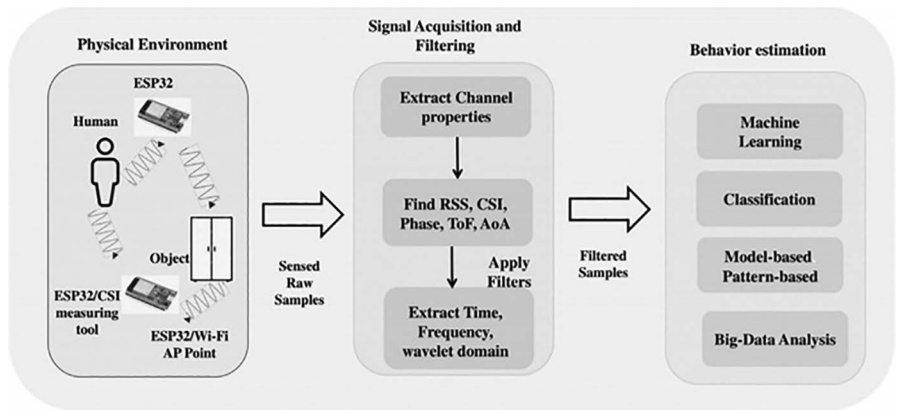 Physical Environment
ESP32
Human
Object
ESP32/CSI
measuring
tool
ESP32/Wi-Fi
AP Point
Sensed
Raw
Samples
Signal Acquisition and
Filtering
Extract Channel
properties
Find RSS, CSI,
Phase, ToF, AoA
Apply
Filters
Extract Time,
Frequency,
wavelet domain
Filtered
Samples
Behavior estimation
Machine
Learning
Classification
Model-based
Pattern-based
Big-Data Analysis